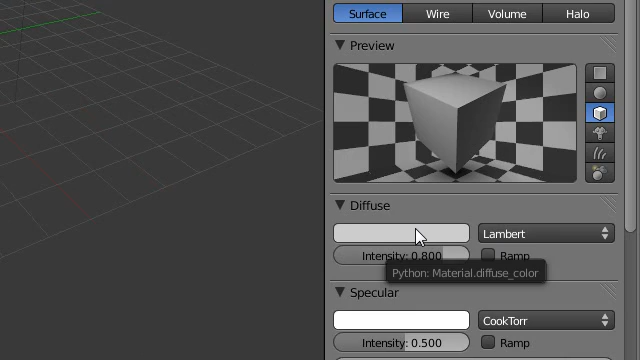 Surface Wire Volume Halo
Preview
Diffuse
Lambert
Intensity: 0.800 Ramp
Python: Material.diffuse_color
Specular
CookTorr
Intensity: 0.500 Ramp